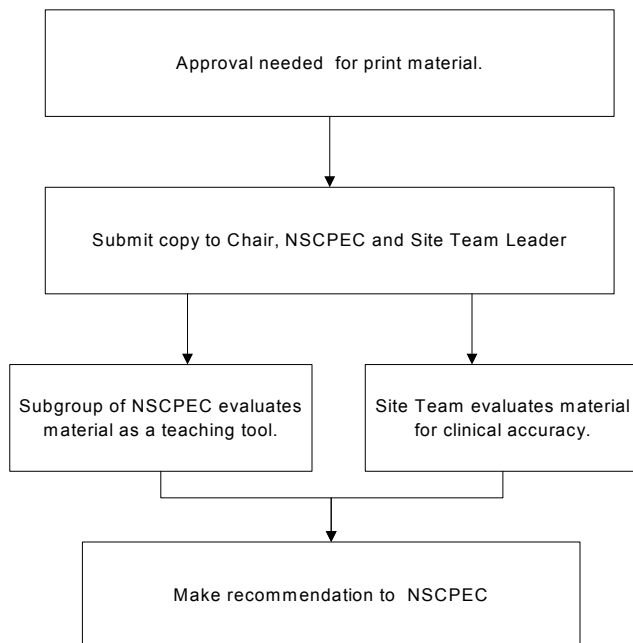 Approval needed for print material.
Submit copy to Chair, NSCPEC and Site Team Leader
Subgroup of NSCPEC evaluates
material as a teaching tool.
Site Team evaluates material
for clinical accuracy.
Make recommendation to NSCPEC